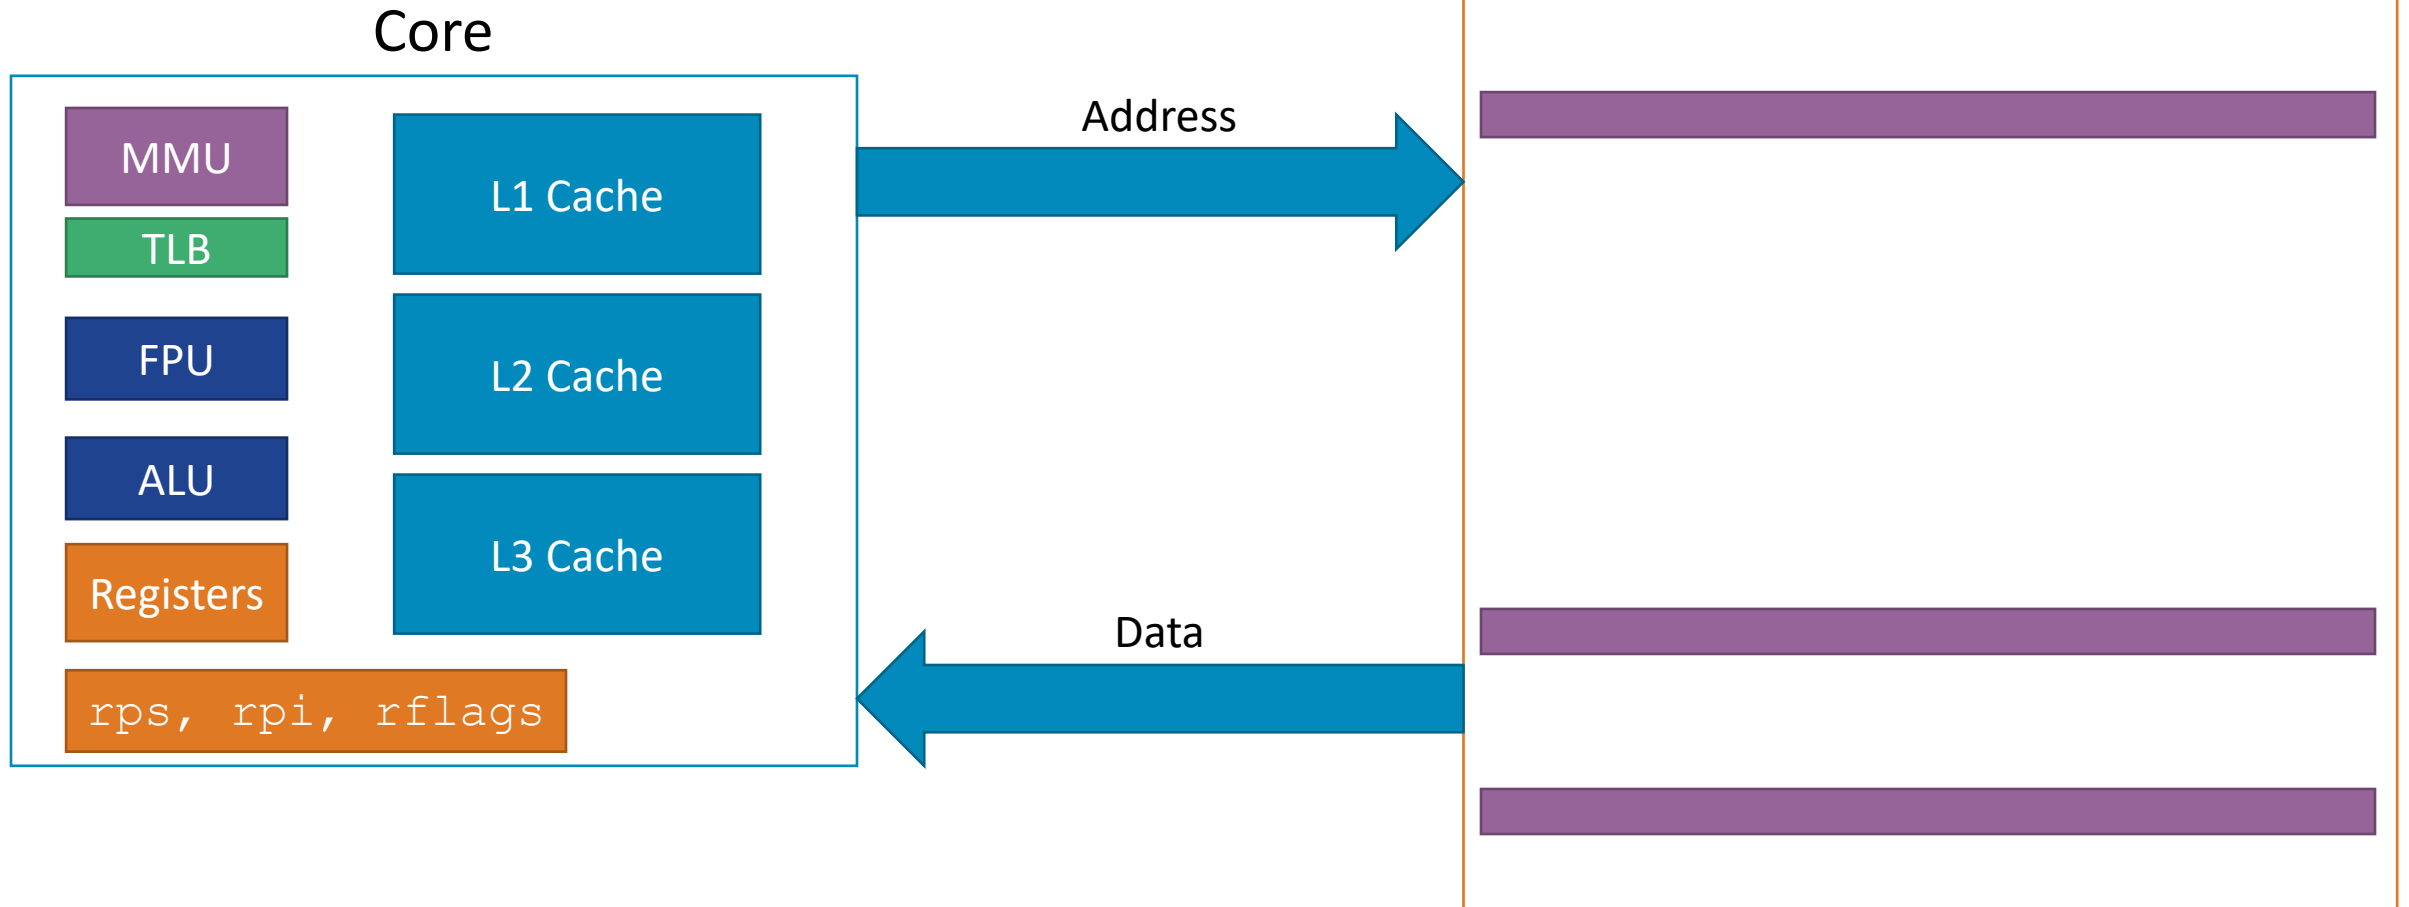 Core
MMU
TLB
FPU
ALU
Registers
rps, rpi, rflags
L1 Cache
L2 Cache
L3 Cache
Address
Data